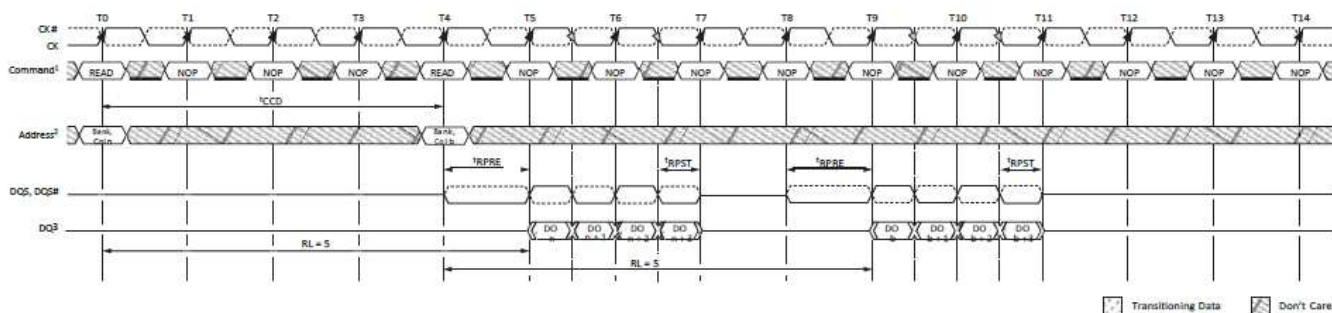 T0 T1 T2 T3 T4 T5 T6 T7 T8 T9 T10 T11 T12 T13 T14
CK#
CK
Command¹ READ NOP NOP NOP READ NOP NOP NOP NOP NOP NOP NOP NOP NOP NOP
tCCD
Address² Bank, Col n Bank, Col b
tRPRE tRPST tRPRE tRPST
DQS, DQS#
DQ³ DO n DO n + 1 DO n + 2 DO n + 3 DO b DO b + 1 DO b + 2 DO b + 3
RL = 5
RL = 5
Transitioning Data Don't Care